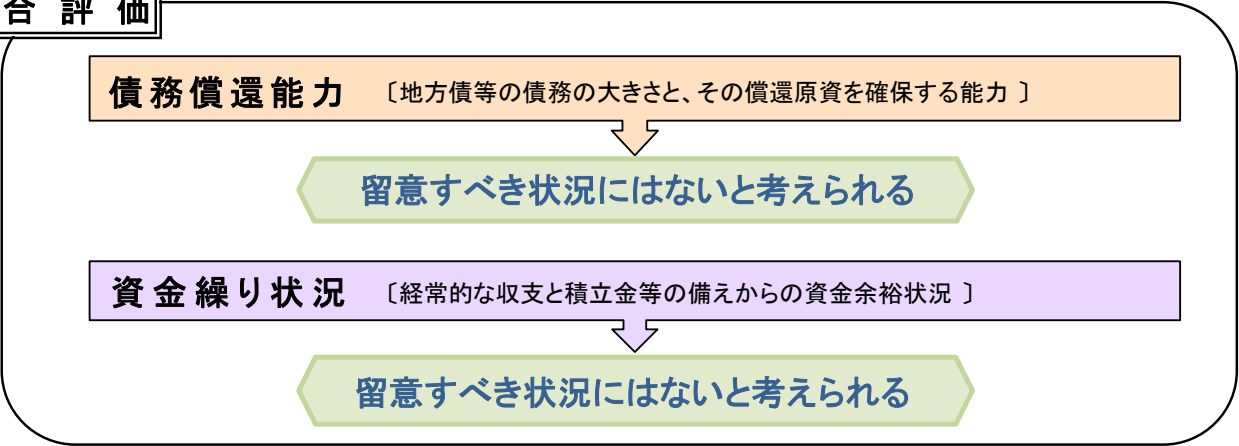 合 評 価
債務償還能力 〔地方債等の債務の大きさと、その償還原資を確保する能力 〕
留意すべき状況にはないと考えられる
資金繰り状況 〔経常的な収支と積立金等の備えからの資金余裕状況 〕
留意すべき状況にはないと考えられる